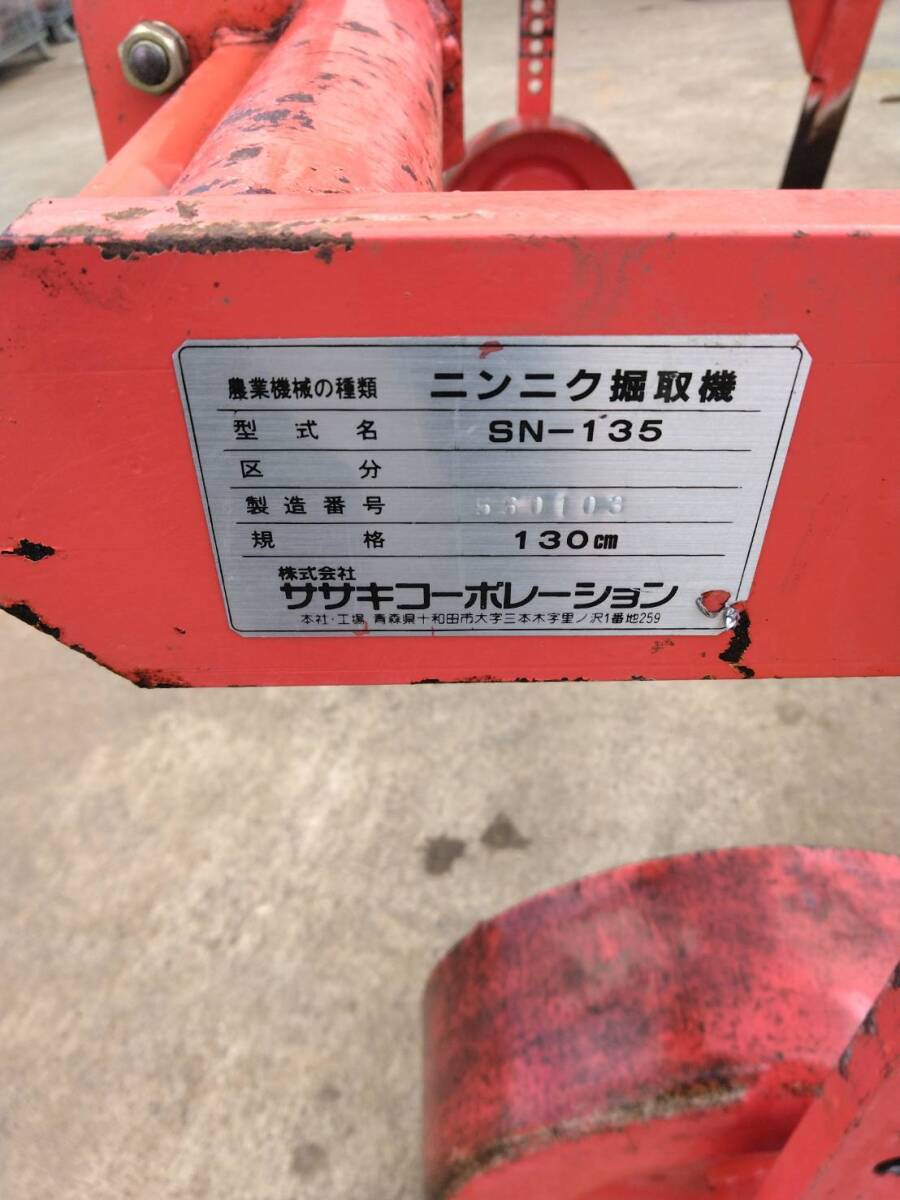 農業機械の種類 ニンニク掘取機
型式名 SN-135
区分
製造番号 530103
規格 130cm
株式会社
ササキコーポレーション
本社・工場 青森県十和田市大字三本木字里ノ沢1番地259